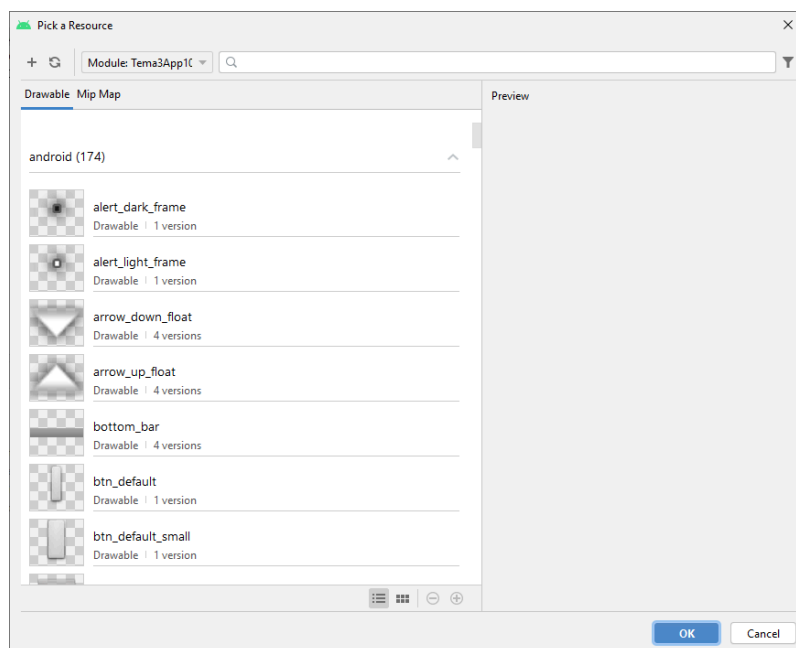 Pick a Resource
Module: Tema3App10
Drawable Mip Map
Preview
android (174)
alert_dark_frame
Drawable | 1 version
alert_light_frame
Drawable | 1 version
arrow_down_float
Drawable | 4 versions
arrow_up_float
Drawable | 4 versions
bottom_bar
Drawable | 4 versions
btn_default
Drawable | 1 version
btn_default_small
Drawable | 1 version
OK Cancel